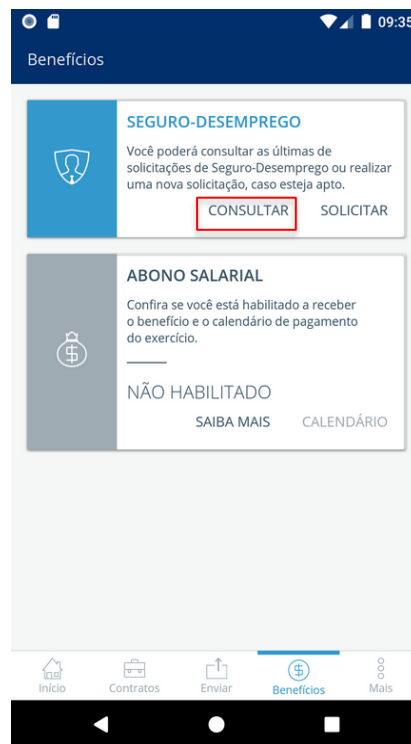 09:35
Benefícios
SEGURO-DESEMPREGO
Você poderá consultar as últimas de
solicitações de Seguro-Desemprego ou realizar
uma nova solicitação, caso esteja apto.
CONSULTAR SOLICITAR
ABONO SALARIAL
Confira se você está habilitado a receber
o benefício e o calendário de pagamento
do exercício.
NÃO HABILITADO
SAIBA MAIS CALENDÁRIO
Início Contratos Enviar Benefícios Mais